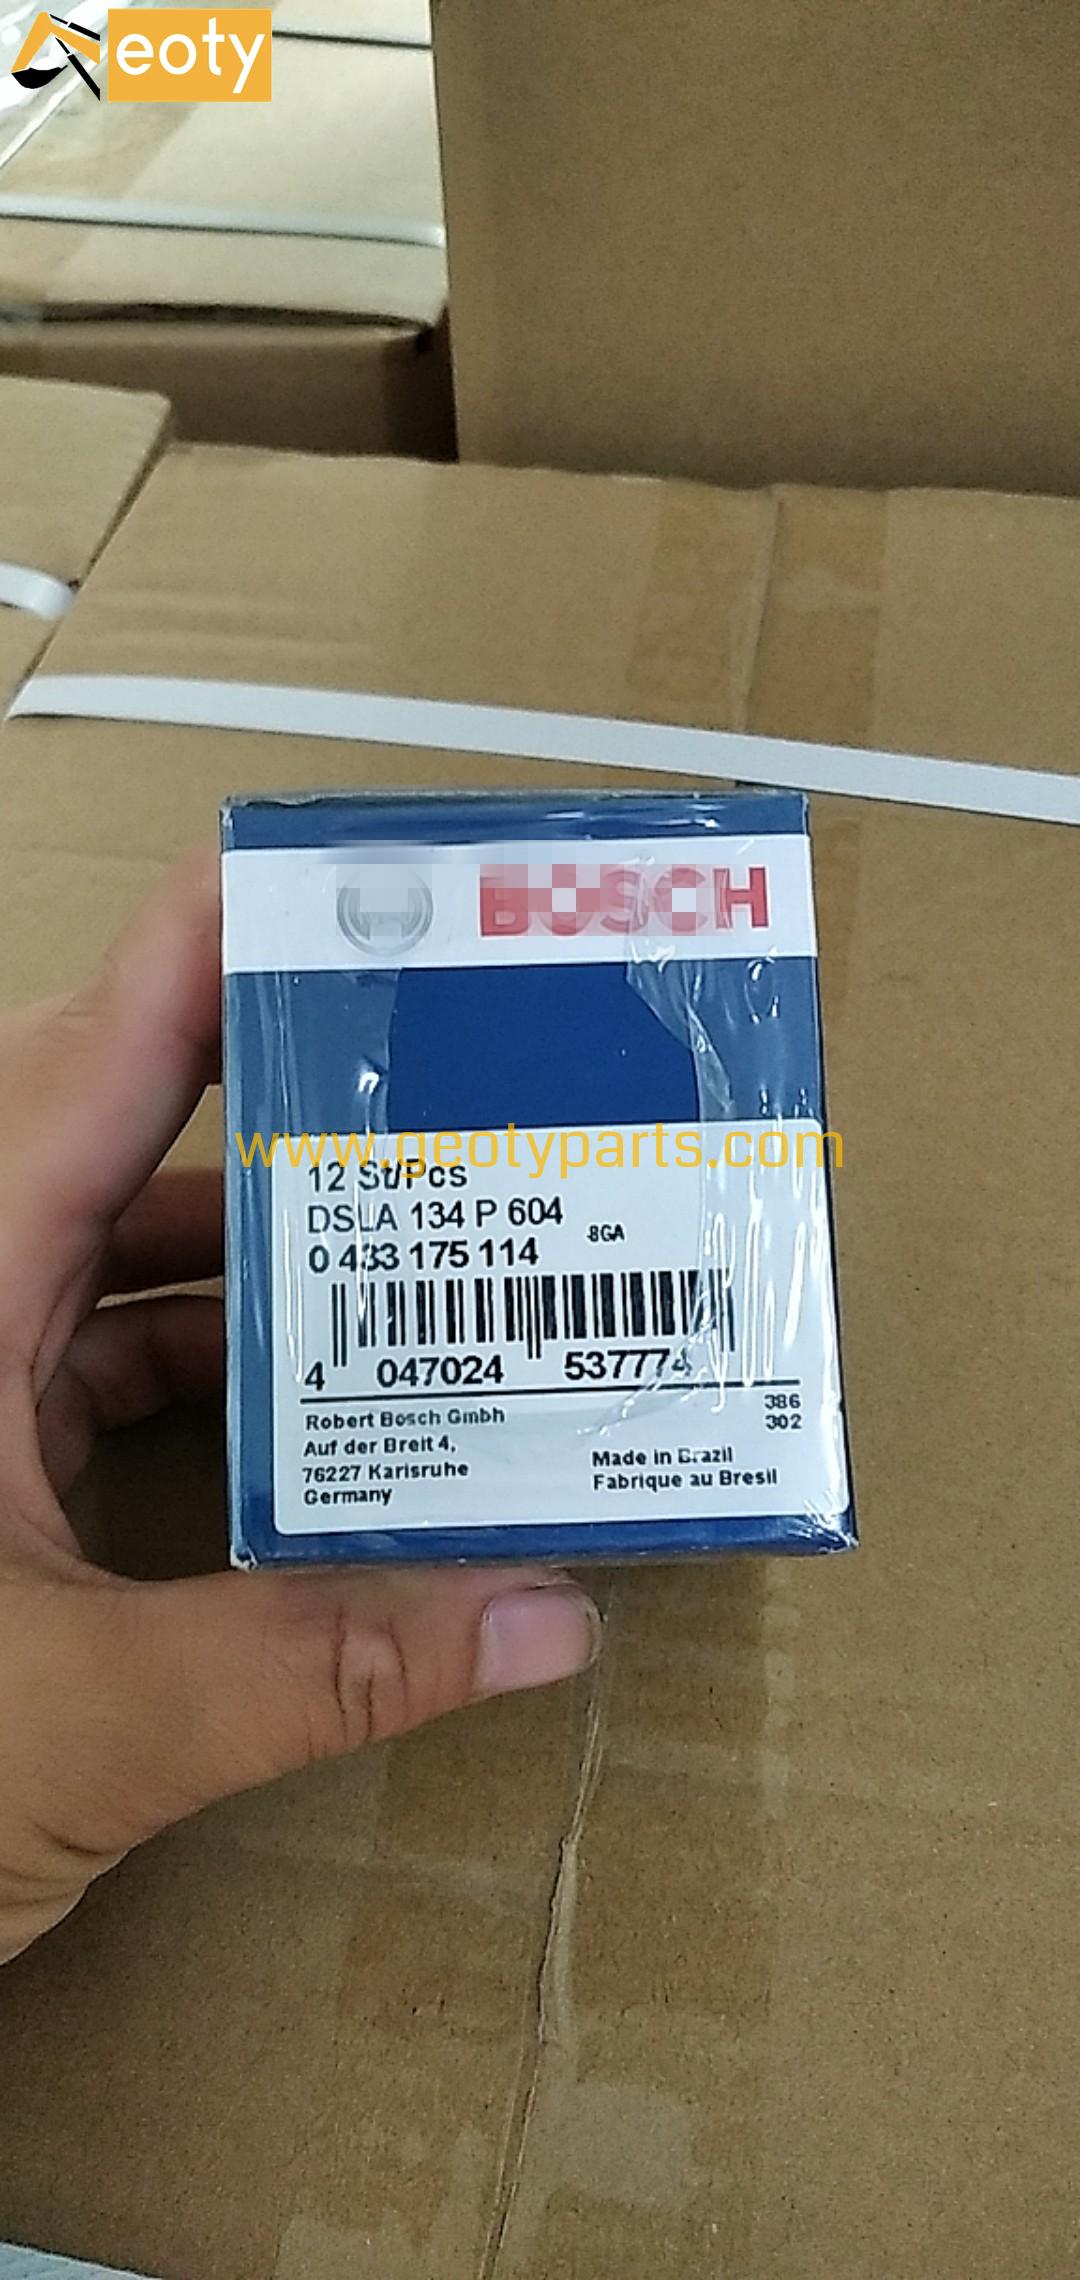 eoty
BOSCH
www.geotyparts.com
12 St/Pcs
DSLA 134 P 604
8GA
0 433 175 114
4 047024 537774
386
302
Robert Bosch Gmbh
Auf der Breit 4,
76227 Karlsruhe
Germany
Made in Brazil
Fabrique au Bresil